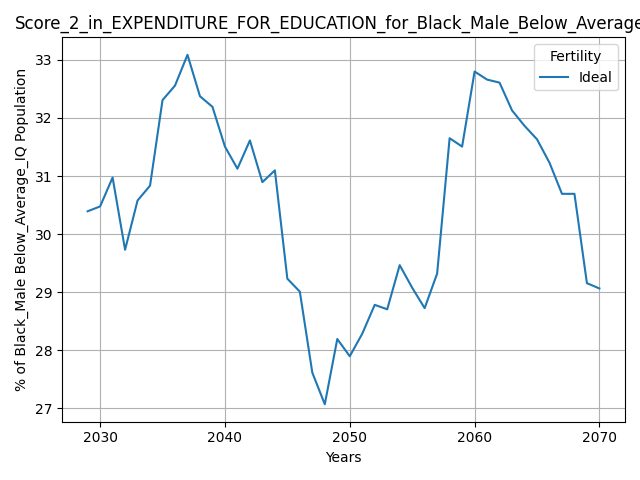 Score_2_in_EXPENDITURE_FOR_EDUCATION_for_Black_Male_Below_Average
Fertility
Ideal
% of Black_Male Below_Average_IQ Population
33
32
31
30
29
28
27
2030
2040
2050
2060
2070
Years